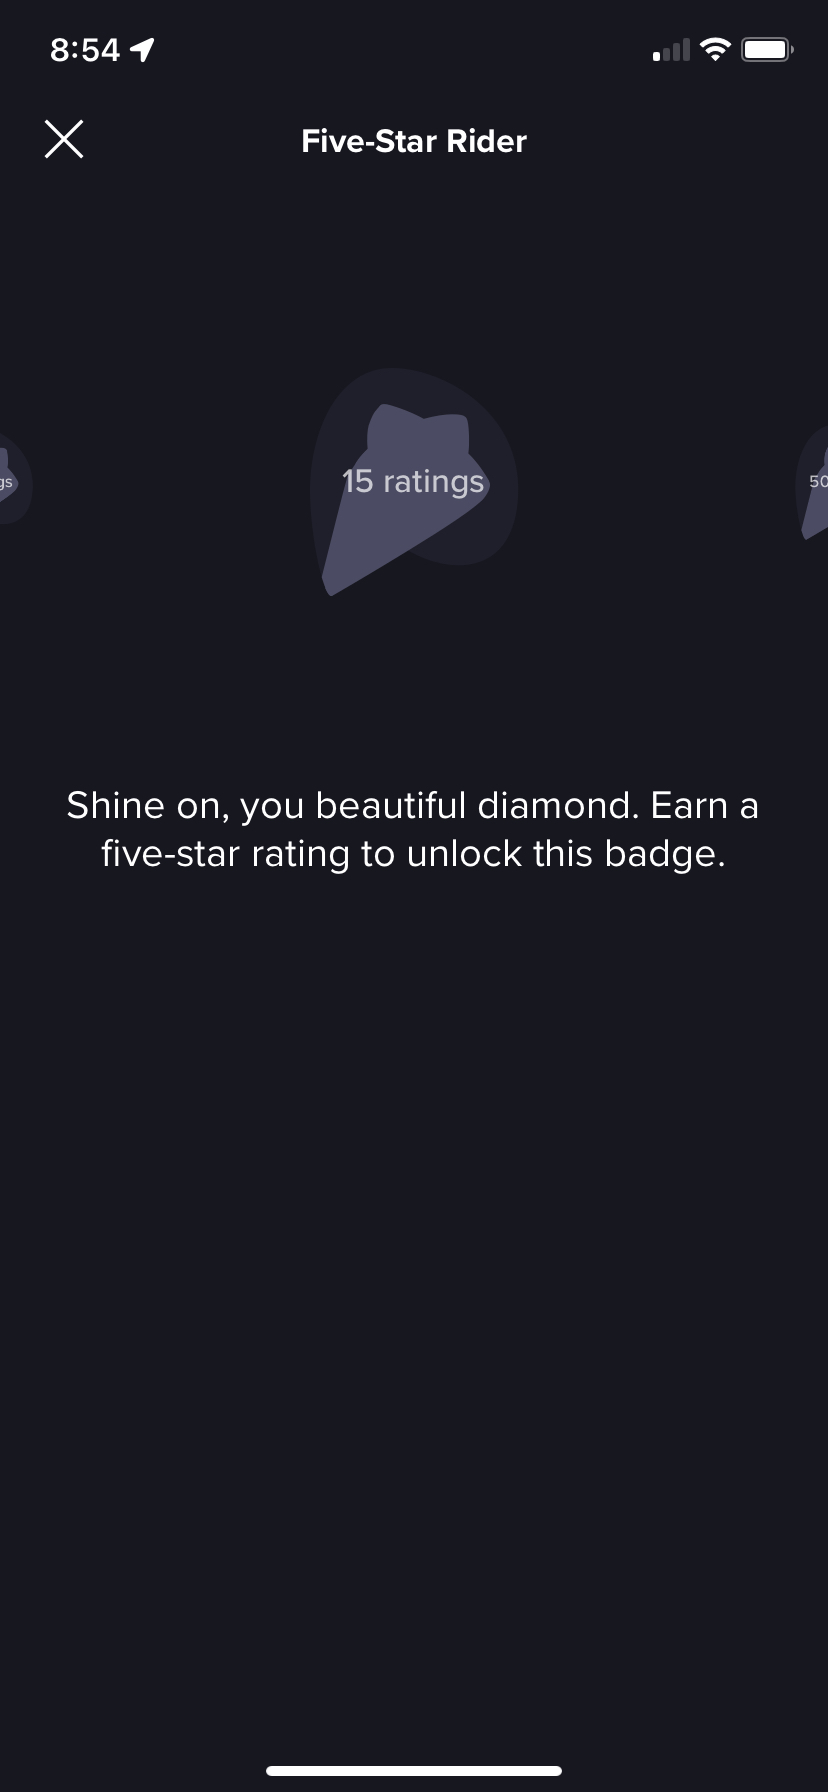 8:54
Five-Star Rider
gs
15 ratings
50
Shine on, you beautiful diamond. Earn a
five-star rating to unlock this badge.